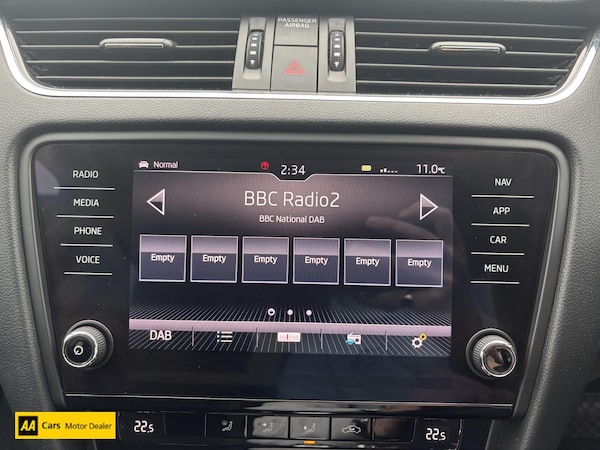 PASSENGER
AIRBAG
Normal
2:34
11.0°C
RADIO
MEDIA
PHONE
VOICE
BBC Radio2
BBC National DAB
Empty Empty Empty Empty Empty Empty
DAB
NAV
APP
CAR
MENU
22.5
22.5
AA Cars Motor Dealer